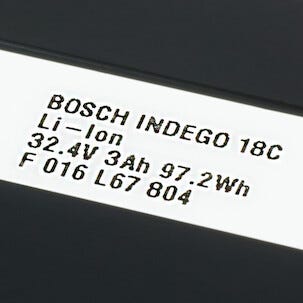 BOSCH INDEGO 18C
Li-Ion
32.4V 3Ah 97.2Wh
F 016 L67 804